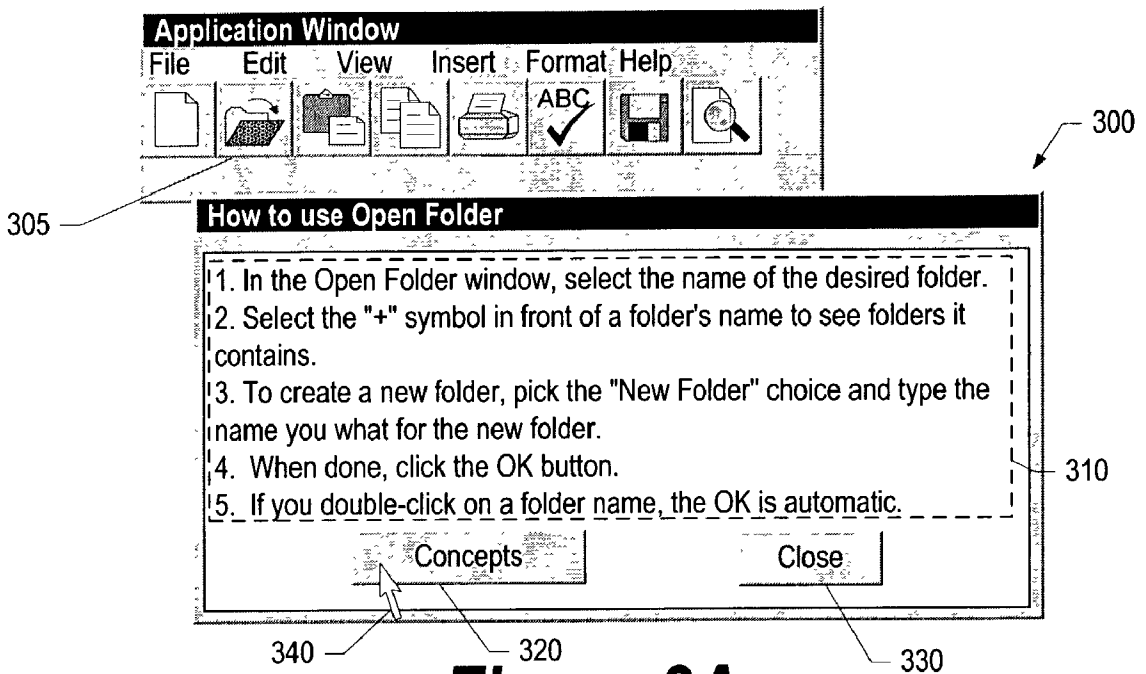 Application Window
File Edit View Insert Format Help
ABC
300
305
How to use Open Folder
1. In the Open Folder window, select the name of the desired folder.
2. Select the "+" symbol in front of a folder's name to see folders it
contains.
3. To create a new folder, pick the "New Folder" choice and type the
name you what for the new folder.
4. When done, click the OK button.
5. If you double-click on a folder name, the OK is automatic.
310
Concepts Close
340 320 330